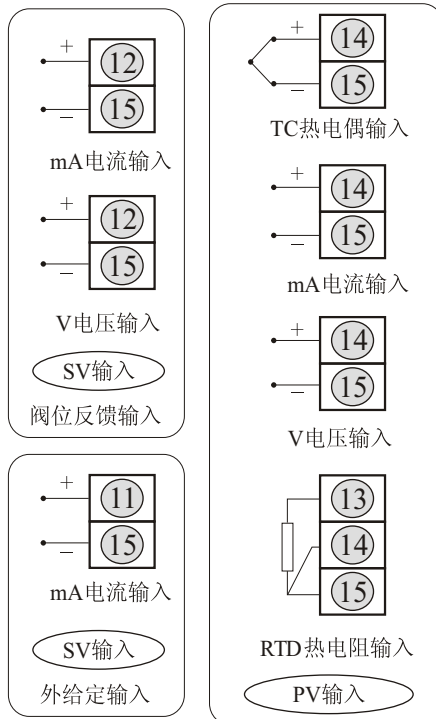 +
12
15
−
mA电流输入
+
12
15
−
V电压输入
SV输入
阀位反馈输入
+
11
15
−
mA电流输入
SV输入
外给定输入
+
14
15
−
TC热电偶输入
+
14
15
−
mA电流输入
+
14
15
−
V电压输入
13
14
15
RTD热电阻输入
PV输入